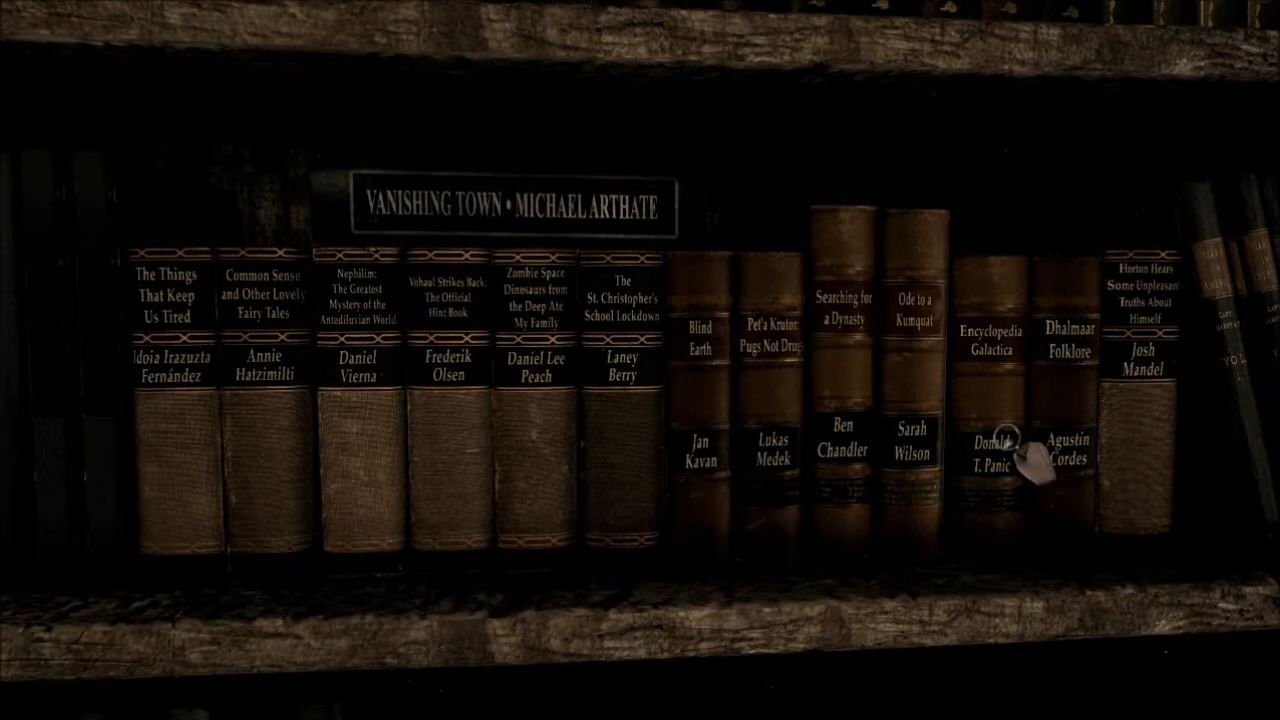 VANISHING TOWN • MICHAEL ARTHATE
The Things
That Keep
Us Tired
Idoia Irazuzta
Fernández
Common Sense
and Other Lovely
Fairy Tales
Annie
Hatzimilti
Nephilim:
The Greatest
Mystery of the
Antediluvian World
Daniel
Vierna
Vohaul Strikes Back:
The Official
Hint Book
Frederik
Olsen
Zombie Space
Dinosaurs from
the Deep Ate
My Family
Daniel Lee
Peach
The
St. Christopher's
School Lockdown
Laney
Berry
Blind
Earth
Jan
Kavan
Pet'a Krutor:
Pugs Not Drugs
Lukas
Medek
Searching for
a Dynasty
Ben
Chandler
Ode to a
Kumquat
Sarah
Wilson
Encyclopedia
Galactica
Donald
T. Panic
Dhalmaar
Folklore
Agustín
Cordes
Horton Hears
Some Unpleasant
Truths About
Himself
Josh
Mandel